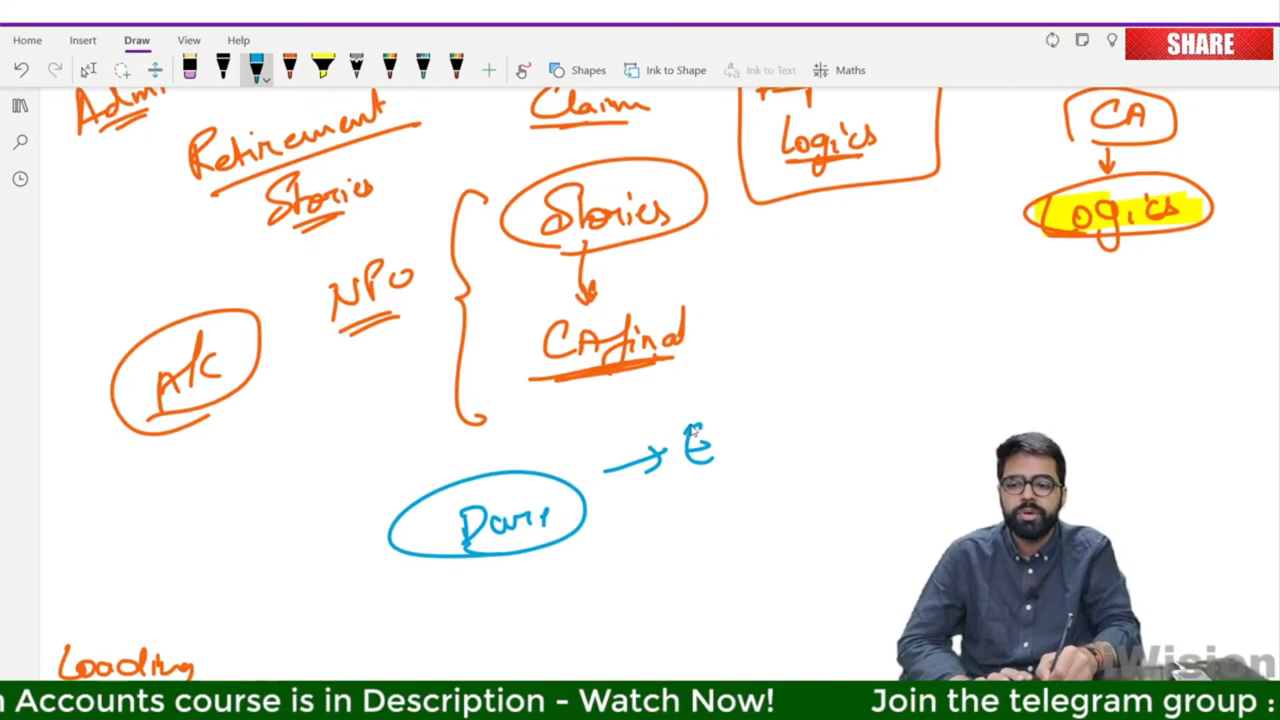 Home Insert Draw View Help
SHARE
Shapes Ink to Shape Ink to Text Maths
Retirement
Stories
Claim
Logics
CA
Logics
Stories
NPO
CA final
A/C
→ E
Loading
Accounts course is in Description - Watch Now! Join the telegram group :